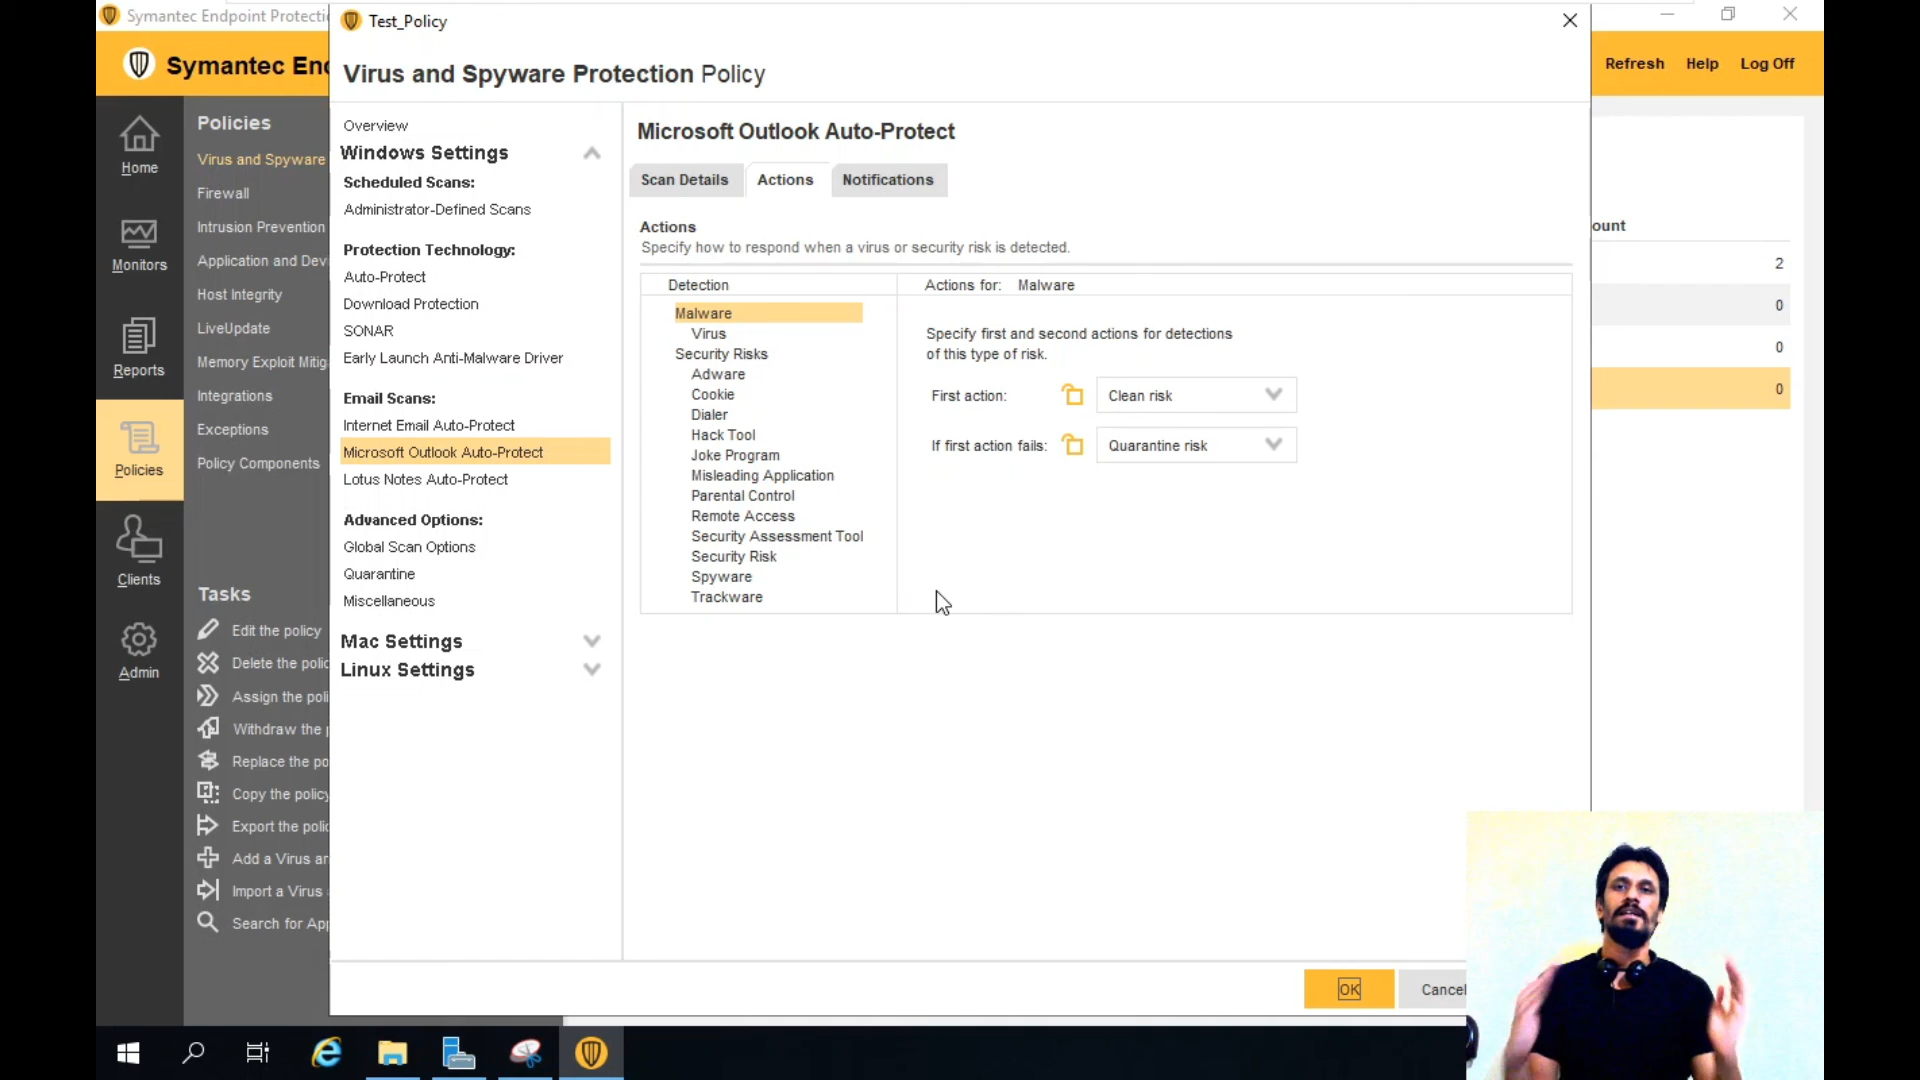 Symantec Endpoint Protecti
Test_Policy
Symantec En
Refresh
Help
Log Off
Virus and Spyware Protection Policy
Home
Monitors
Reports
Policies
Clients
Admin
Policies
Virus and Spyware
Firewall
Intrusion Prevention
Application and Dev
Host Integrity
LiveUpdate
Memory Exploit Mitig
Integrations
Exceptions
Policy Components
Tasks
Edit the policy
Delete the polic
Assign the poli
Withdraw the p
Replace the po
Copy the policy
Export the polic
Add a Virus an
Import a Virus a
Search for App
Overview
Windows Settings
Scheduled Scans:
Administrator-Defined Scans
Protection Technology:
Auto-Protect
Download Protection
SONAR
Early Launch Anti-Malware Driver
Email Scans:
Internet Email Auto-Protect
Microsoft Outlook Auto-Protect
Lotus Notes Auto-Protect
Advanced Options:
Global Scan Options
Quarantine
Miscellaneous
Mac Settings
Linux Settings
Microsoft Outlook Auto-Protect
Scan Details
Actions
Notifications
Actions
Specify how to respond when a virus or security risk is detected.
Detection
Malware
Virus
Security Risks
Adware
Cookie
Dialer
Hack Tool
Joke Program
Misleading Application
Parental Control
Remote Access
Security Assessment Tool
Security Risk
Spyware
Trackware
Actions for: Malware
Specify first and second actions for detections
of this type of risk.
First action: Clean risk
If first action fails: Quarantine risk
ount
2
0
0
0
OK
Cancel